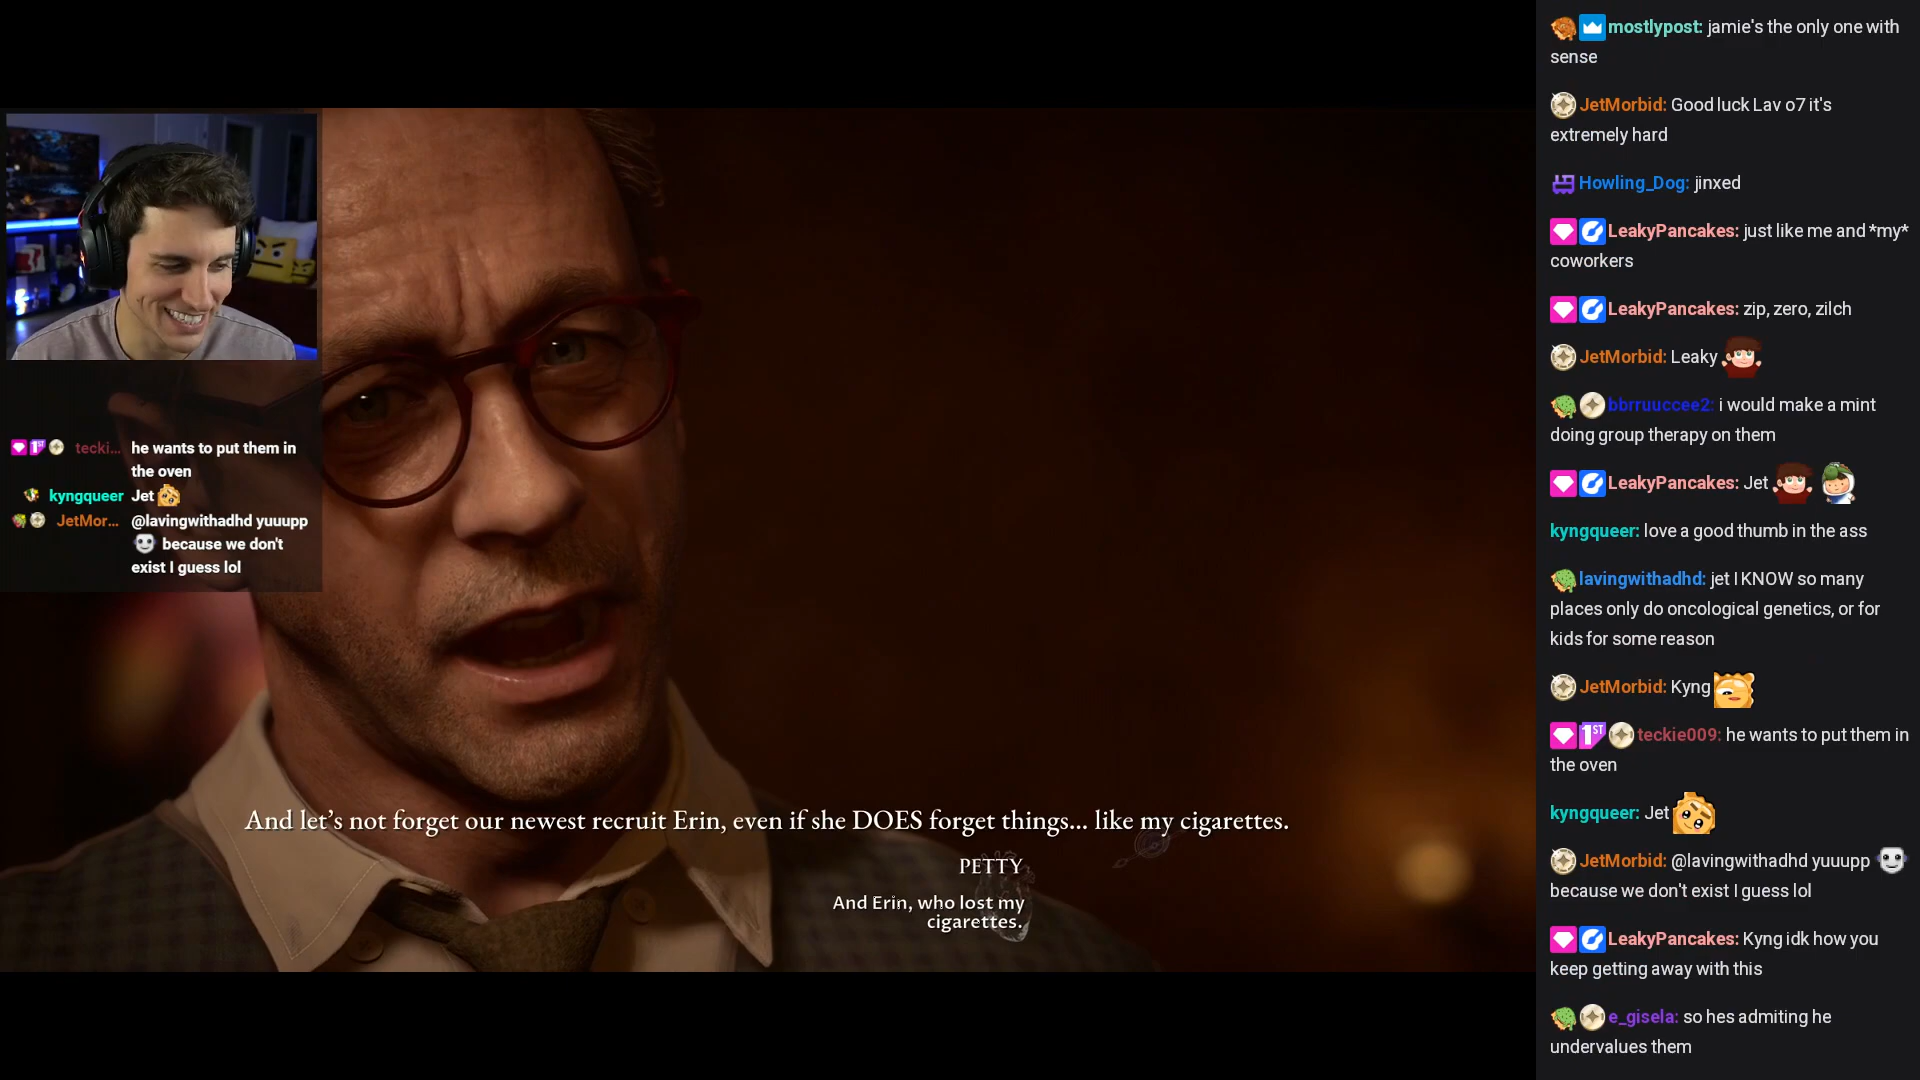 tecki... he wants to put them in
the oven
kyngqueer Jet
JetMor... @lavingwithadhd yuuupp
because we don't
exist I guess lol
And let's not forget our newest recruit Erin, even if she DOES forget things... like my cigarettes.
PETTY
And Erin, who lost my
cigarettes.
mostlypost: jamie's the only one with
sense
JetMorbid: Good luck Lav o7 it's
extremely hard
Howling_Dog: jinxed
LeakyPancakes: just like me and *my*
coworkers
LeakyPancakes: zip, zero, zilch
JetMorbid: Leaky
bbrruuccee2: i would make a mint
doing group therapy on them
LeakyPancakes: Jet
kyngqueer: love a good thumb in the ass
lavingwithadhd: jet I KNOW so many
places only do oncological genetics, or for
kids for some reason
JetMorbid: Kyng
1ST teckie009: he wants to put them in
the oven
kyngqueer: Jet
JetMorbid: @lavingwithadhd yuuupp
because we don't exist I guess lol
LeakyPancakes: Kyng idk how you
keep getting away with this
e_gisela: so hes admiting he
undervalues them